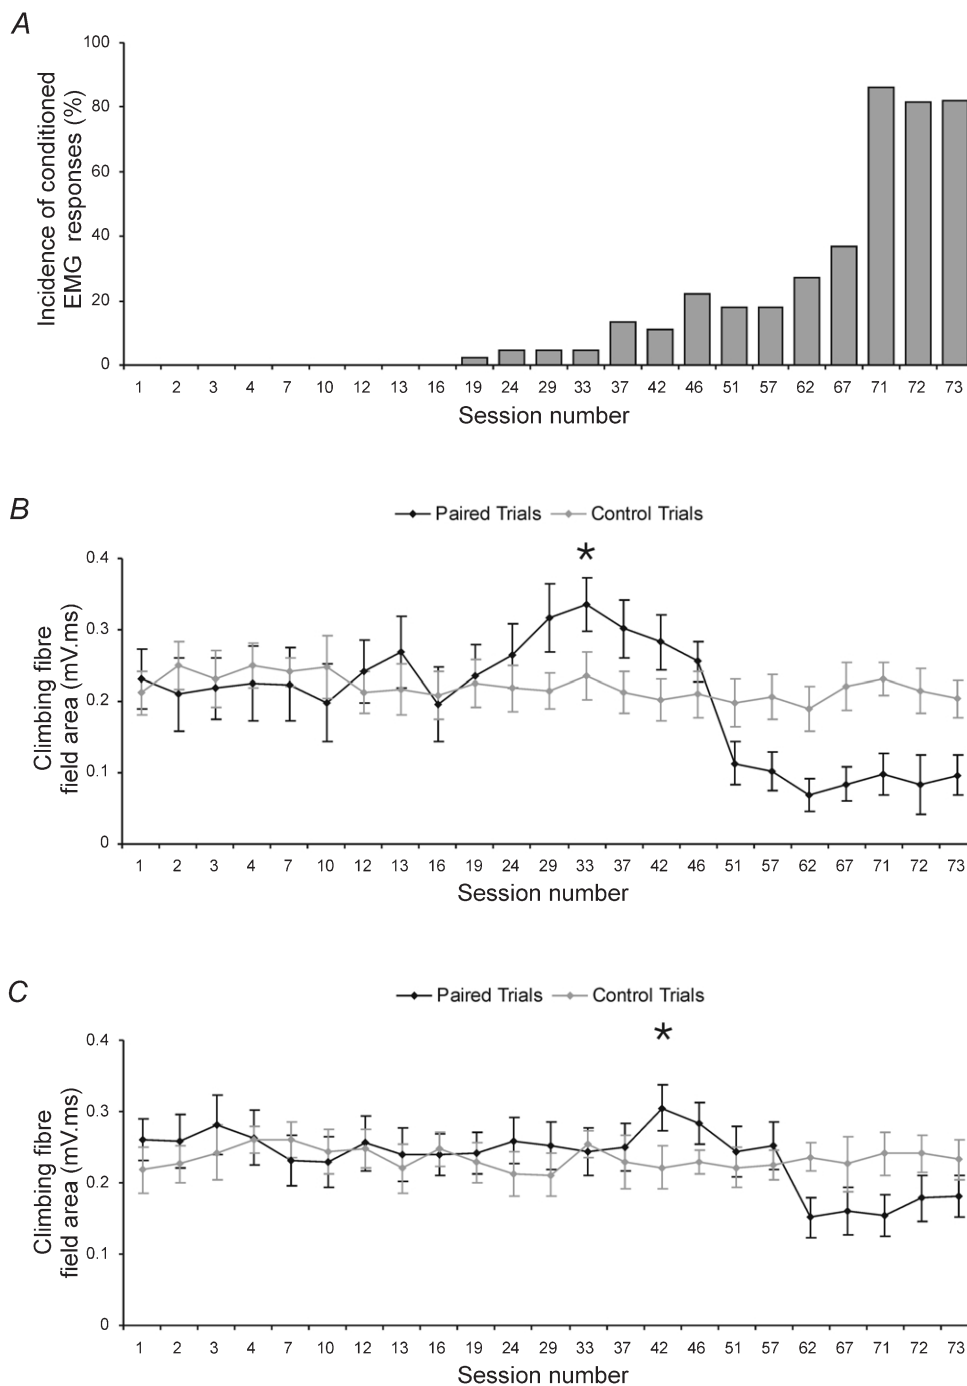 A
Incidence of conditioned
EMG responses (%)
100
80
60
40
20
0
1 2 3 4 7 10 12 13 16 19 24 29 33 37 42 46 51 57 62 67 71 72 73
Session number
B
Paired Trials Control Trials
*
Climbing fibre
field area (mV.ms)
0.4
0.3
0.2
0.1
0
1 2 3 4 7 10 12 13 16 19 24 29 33 37 42 46 51 57 62 67 71 72 73
Session number
C
Paired Trials Control Trials
*
Climbing fibre
field area (mV.ms)
0.4
0.3
0.2
0.1
0
1 2 3 4 7 10 12 13 16 19 24 29 33 37 42 46 51 57 62 67 71 72 73
Session number